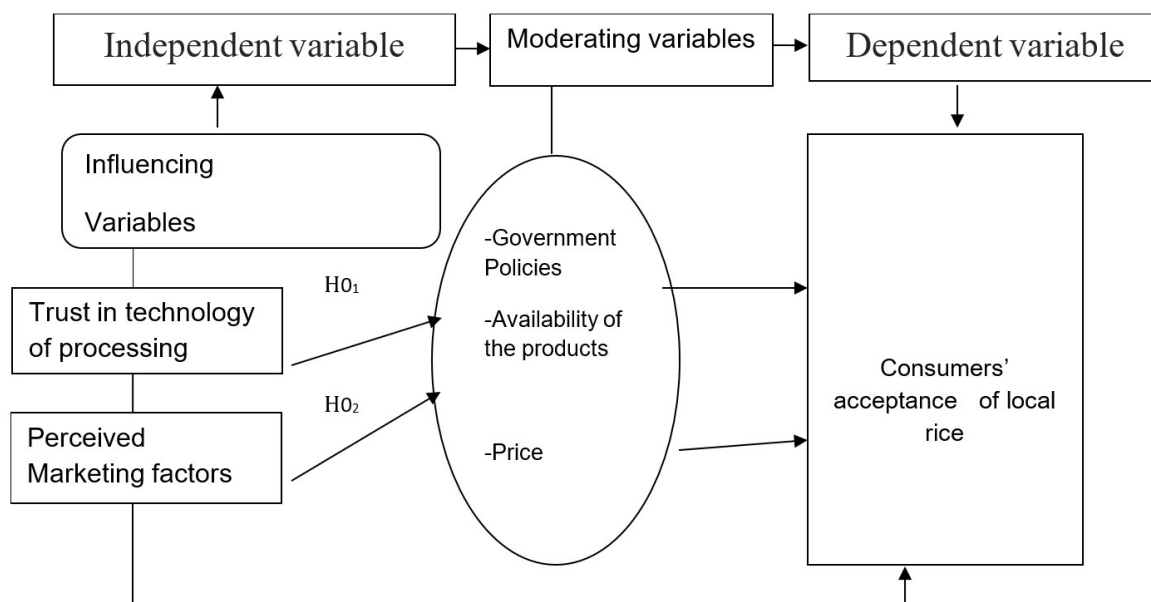 Independent variable
Moderating variables
Dependent variable
Influencing
Variables
-Government
Policies
H0₁
Trust in technology
of processing
-Availability of
the products
Consumers’
acceptance of local
rice
H0₂
Perceived
Marketing factors
-Price